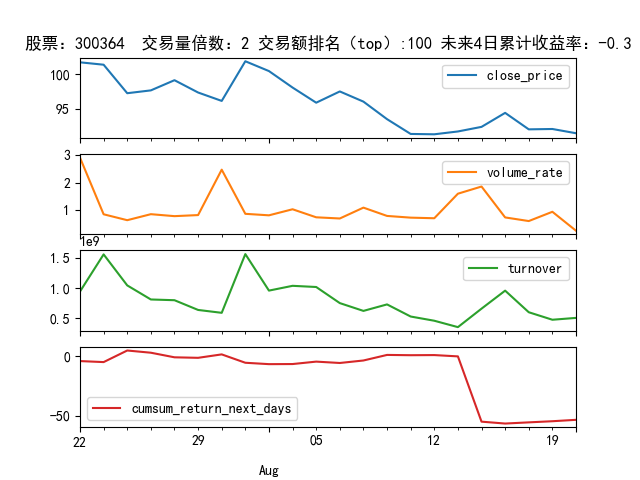 股票：300364  交易量倍数：2 交易额排名（top）:100 未来4日累计收益率：-0.3
100
95
close_price
3
2
1
volume_rate
1e9
1.5
1.0
0.5
turnover
0
−50
cumsum_return_next_days
22 29 05 12 19
Aug